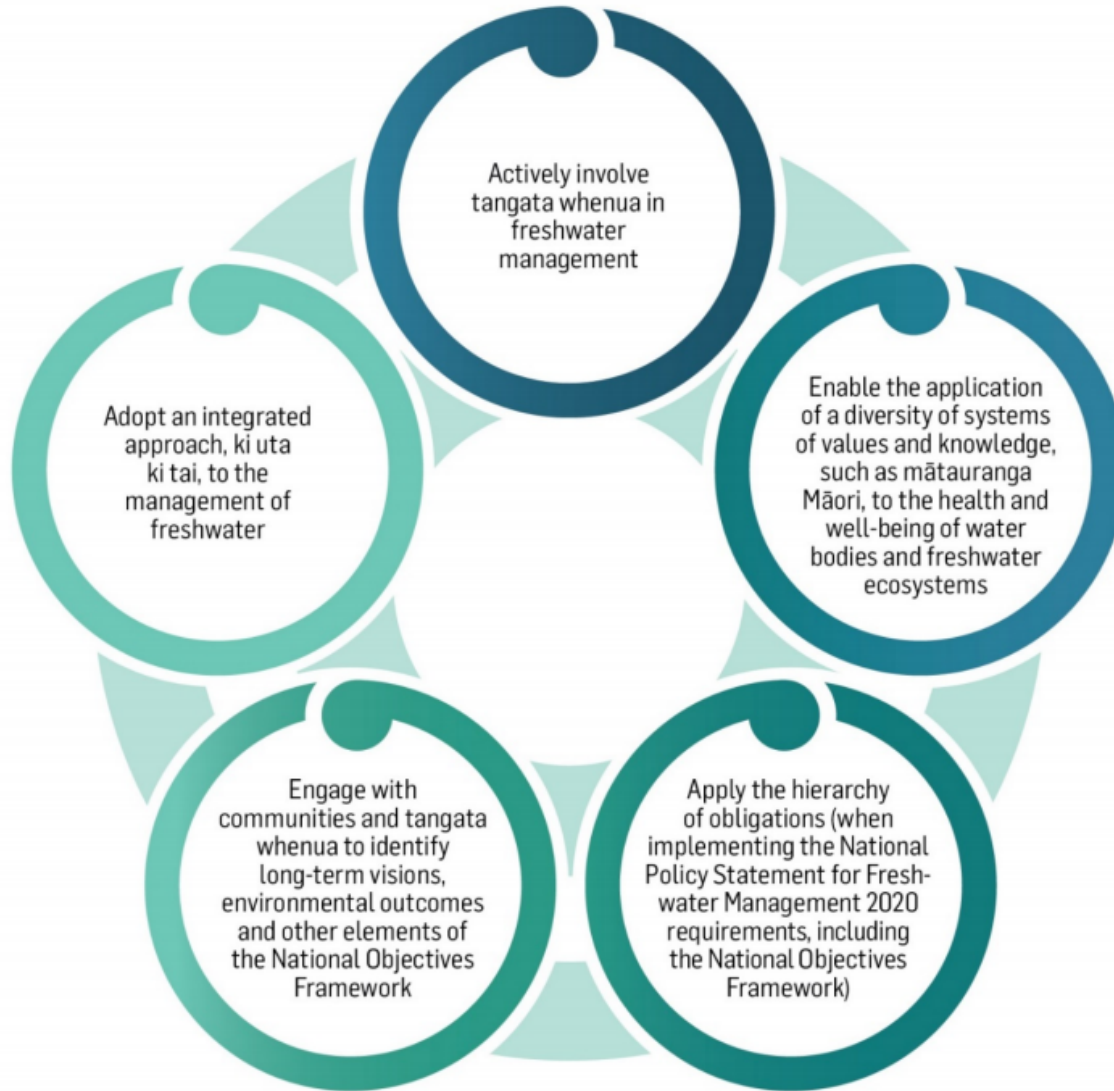 Actively involve
tangata whenua in
freshwater
management
Enable the application
of a diversity of systems
of values and knowledge,
such as mātauranga
Māori, to the health and
well-being of water
bodies and freshwater
ecosystems
Apply the hierarchy
of obligations (when
implementing the National
Policy Statement for Fresh-
water Management 2020
requirements, including
the National Objectives
Framework)
Engage with
communities and tangata
whenua to identify
long-term visions,
environmental outcomes
and other elements of
the National Objectives
Framework
Adopt an integrated
approach, ki uta
ki tai, to the
management of
freshwater